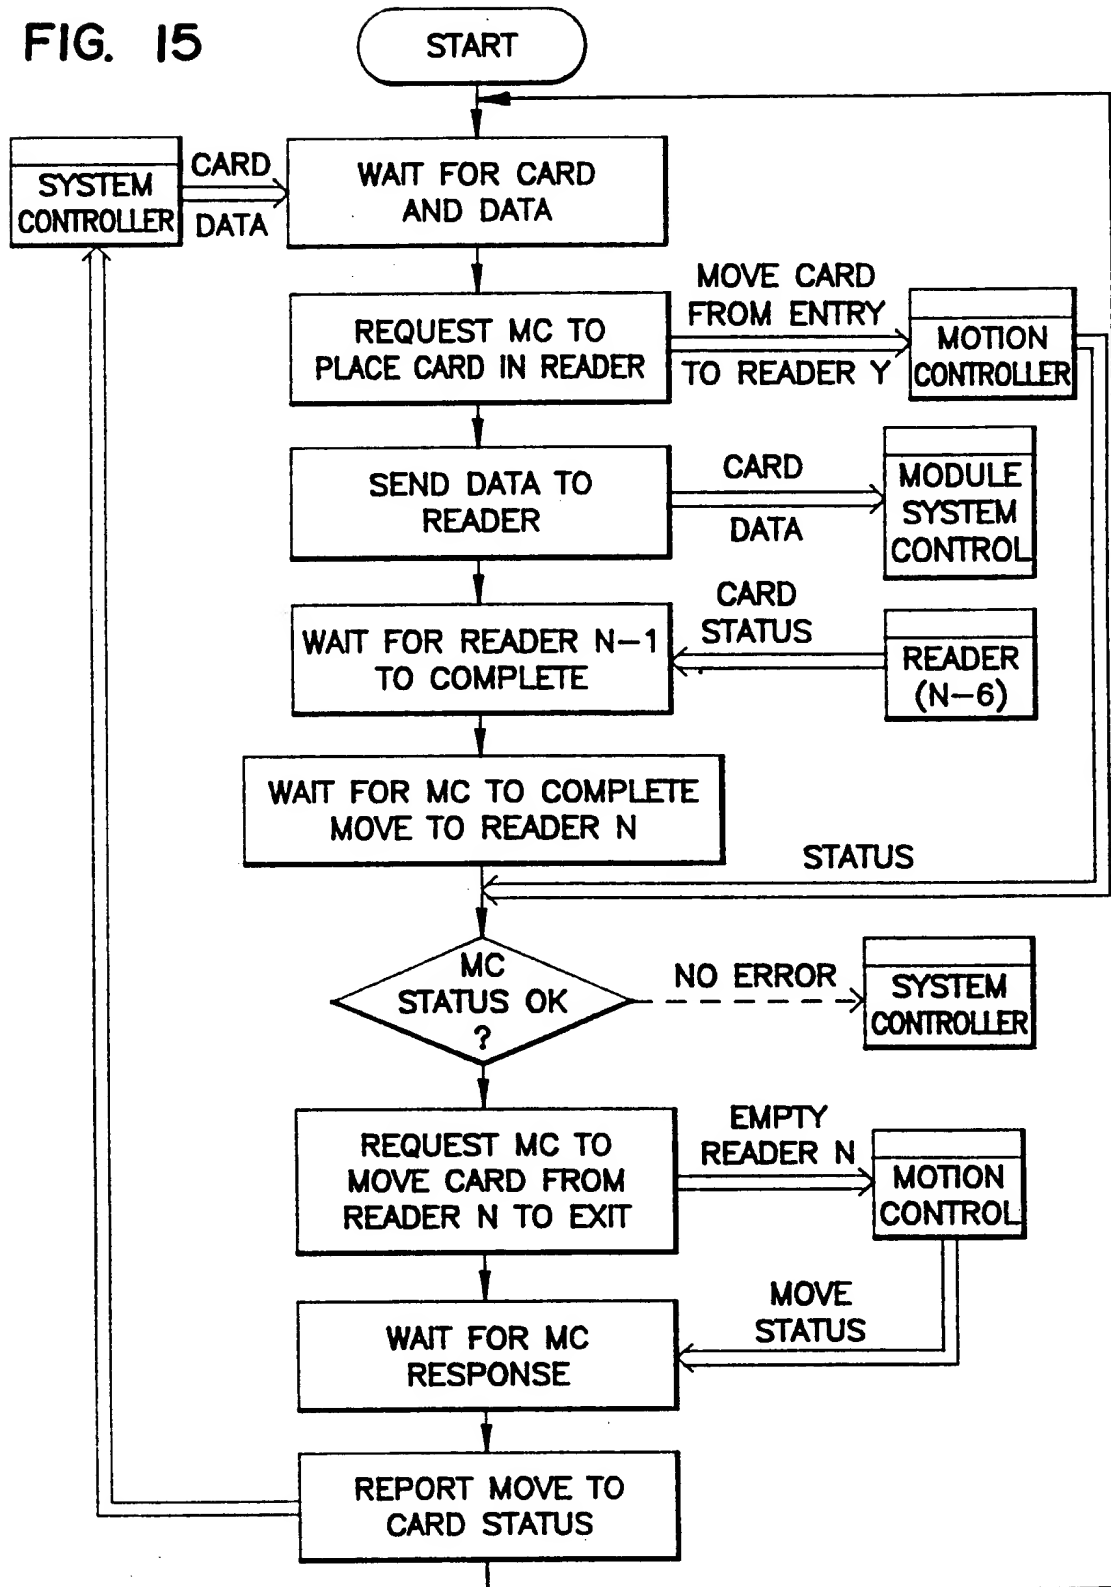 FIG. 15
START
SYSTEM
CONTROLLER
CARD
DATA
WAIT FOR CARD
AND DATA
REQUEST MC TO
PLACE CARD IN READER
MOVE CARD
FROM ENTRY
TO READER Y
MOTION
CONTROLLER
SEND DATA TO
READER
CARD
DATA
MODULE
SYSTEM
CONTROL
WAIT FOR READER N-1
TO COMPLETE
CARD
STATUS
READER
(N-6)
WAIT FOR MC TO COMPLETE
MOVE TO READER N
STATUS
MC
STATUS OK
?
NO ERROR
SYSTEM
CONTROLLER
REQUEST MC TO
MOVE CARD FROM
READER N TO EXIT
EMPTY
READER N
MOTION
CONTROL
WAIT FOR MC
RESPONSE
MOVE
STATUS
REPORT MOVE TO
CARD STATUS